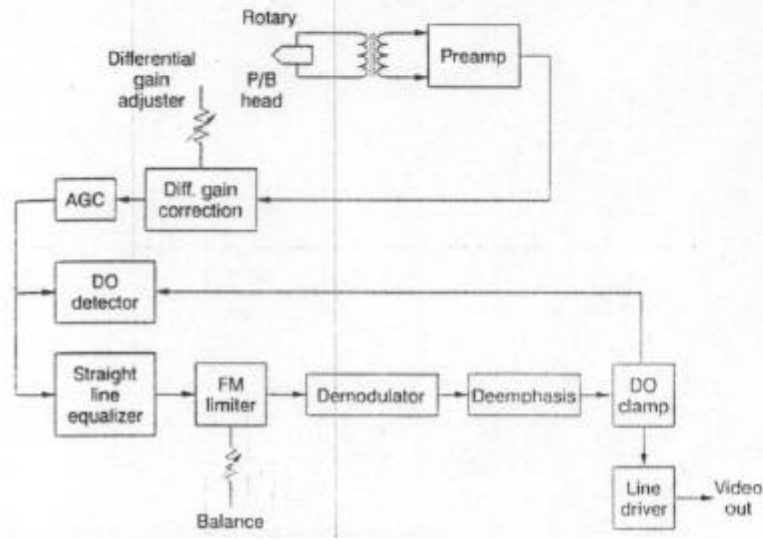 Rotary
P/B
head
Preamp
Differential
gain
adjuster
AGC
Diff. gain
correction
DO
detector
Straight
line
equalizer
FM
limiter
Demodulator
Deemphasis
DO
clamp
Balance
Line
driver
Video
out